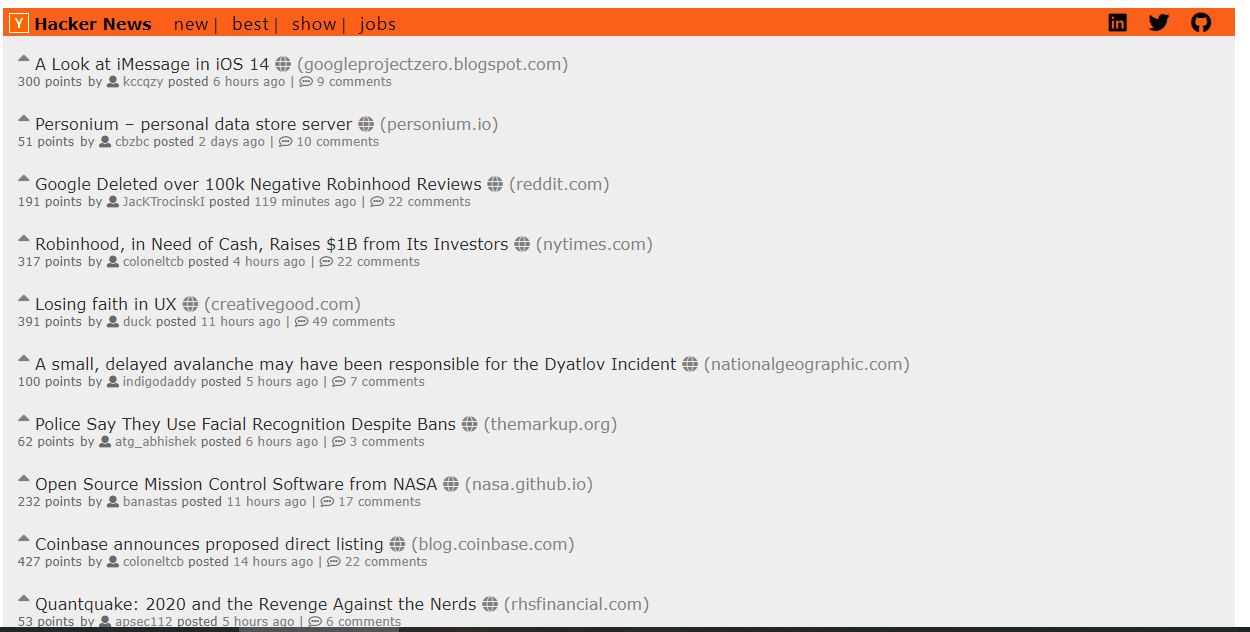 Y Hacker News new | best | show | jobs in
A Look at iMessage in iOS 14 (googleprojectzero.blogspot.com)
300 points by kccqzy posted 6 hours ago | 9 comments
Personium – personal data store server (personium.io)
51 points by cbzbc posted 2 days ago | 10 comments
Google Deleted over 100k Negative Robinhood Reviews (reddit.com)
191 points by JacKTrocinskI posted 119 minutes ago | 22 comments
Robinhood, in Need of Cash, Raises $1B from Its Investors (nytimes.com)
317 points by coloneltcb posted 4 hours ago | 22 comments
Losing faith in UX (creativegood.com)
391 points by duck posted 11 hours ago | 49 comments
A small, delayed avalanche may have been responsible for the Dyatlov Incident (nationalgeographic.com)
100 points by indigodaddy posted 5 hours ago | 7 comments
Police Say They Use Facial Recognition Despite Bans (themarkup.org)
62 points by atg_abhishek posted 6 hours ago | 3 comments
Open Source Mission Control Software from NASA (nasa.github.io)
232 points by banastas posted 11 hours ago | 17 comments
Coinbase announces proposed direct listing (blog.coinbase.com)
427 points by coloneltcb posted 14 hours ago | 22 comments
Quantquake: 2020 and the Revenge Against the Nerds (rhsfinancial.com)
53 points by apsec112 posted 5 hours ago | 6 comments